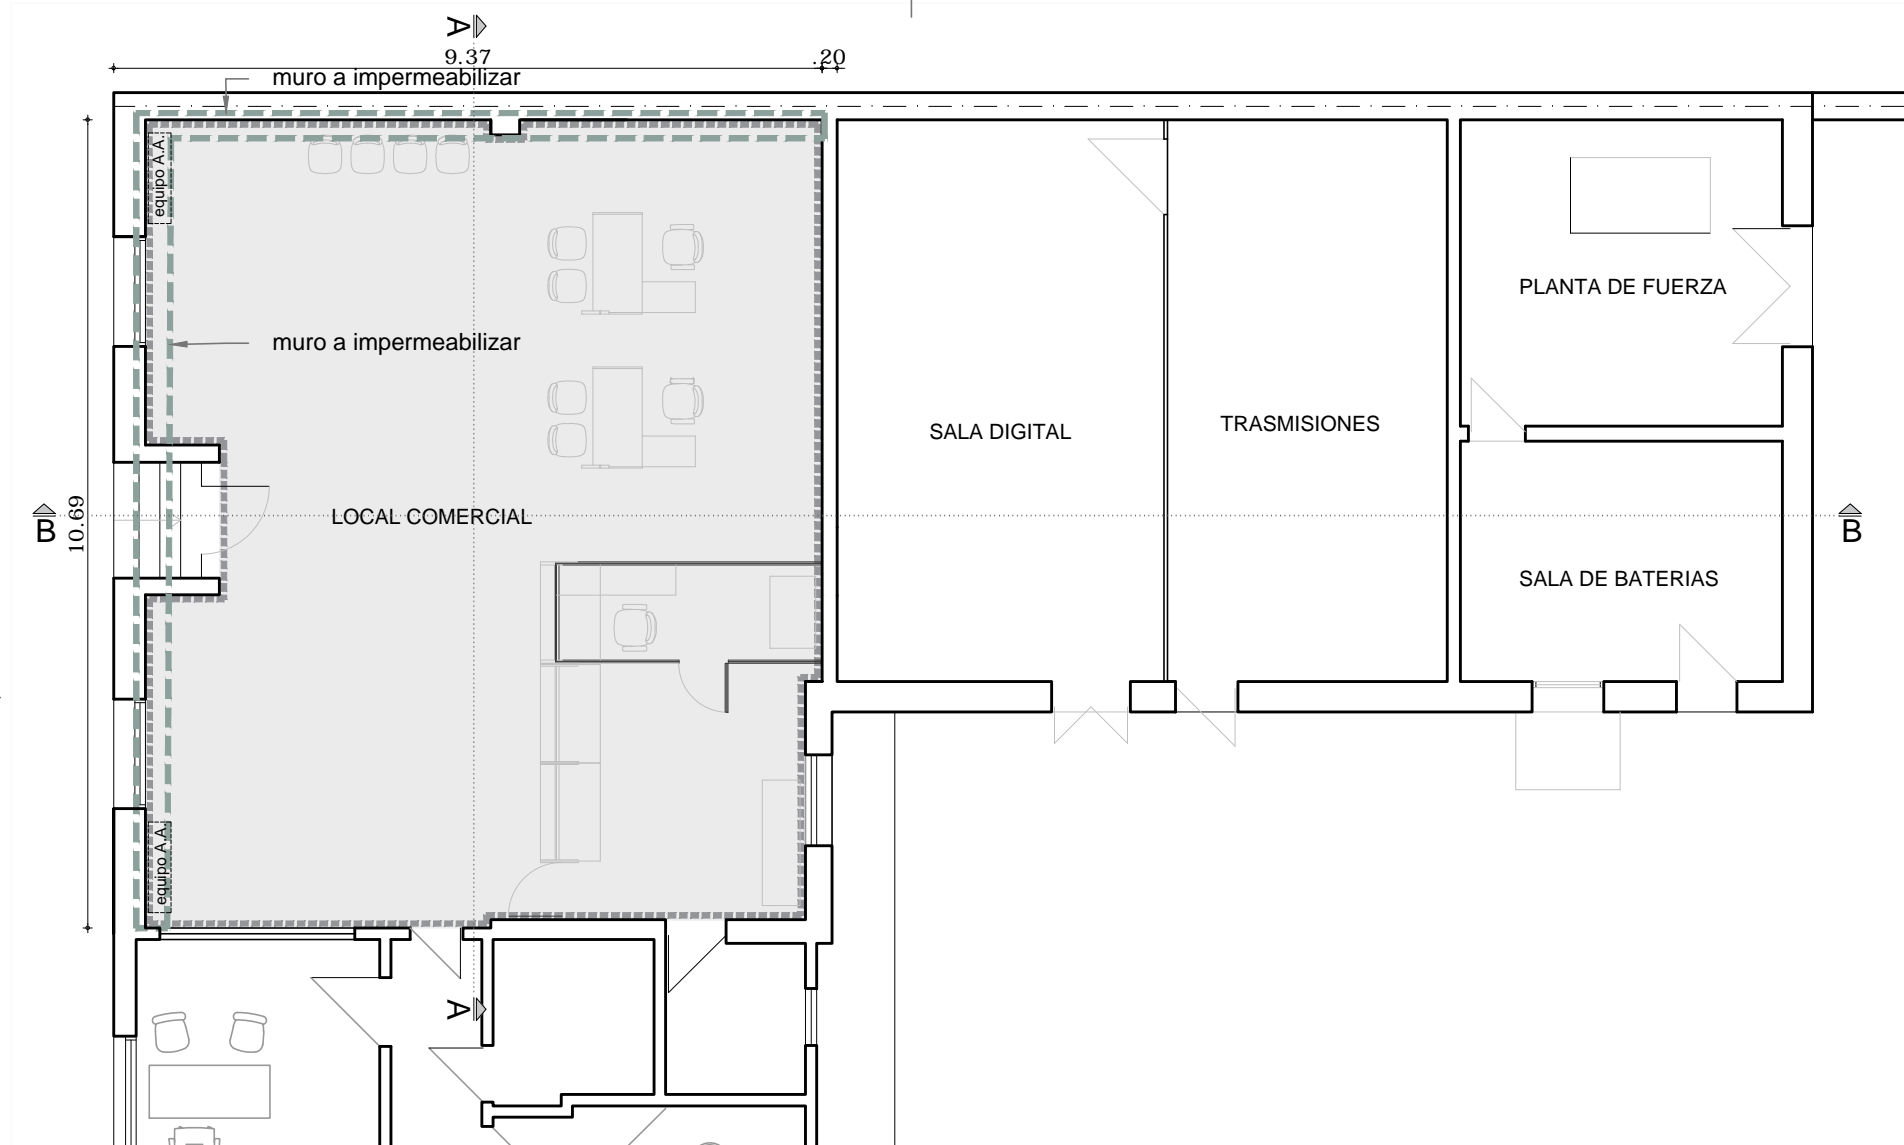 A
9.37
.20
muro a impermeabilizar
equipo A.A.
PLANTA DE FUERZA
muro a impermeabilizar
TRASMISIONES
SALA DIGITAL
10.69
B
LOCAL COMERCIAL
B
SALA DE BATERIAS
equipo A.A.
A